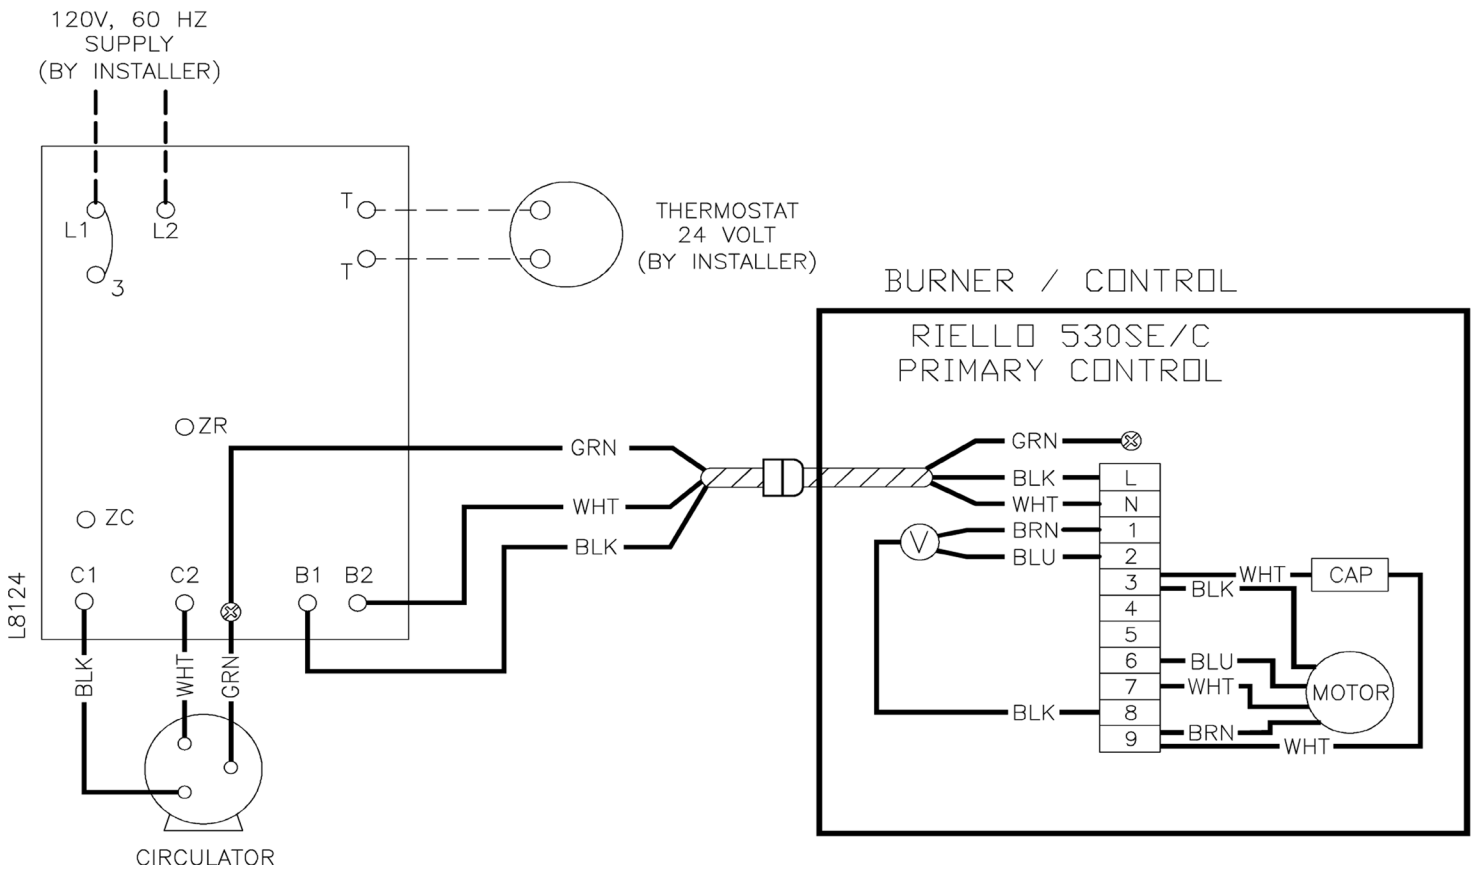 120V, 60 HZ
SUPPLY
(BY INSTALLER)
L1
L2
3
T
T
THERMOSTAT
24 VOLT
(BY INSTALLER)
BURNER / CONTROL
RIELLO 530SE/C
PRIMARY CONTROL
ZR
ZC
C1
C2
B1
B2
L8124
GRN
WHT
BLK
BLK
WHT
GRN
CIRCULATOR
GRN
BLK
WHT
BRN
BLU
V
BLK
L
N
1
2
3
4
5
6
7
8
9
WHT
CAP
BLK
BLU
WHT
MOTOR
BRN
WHT